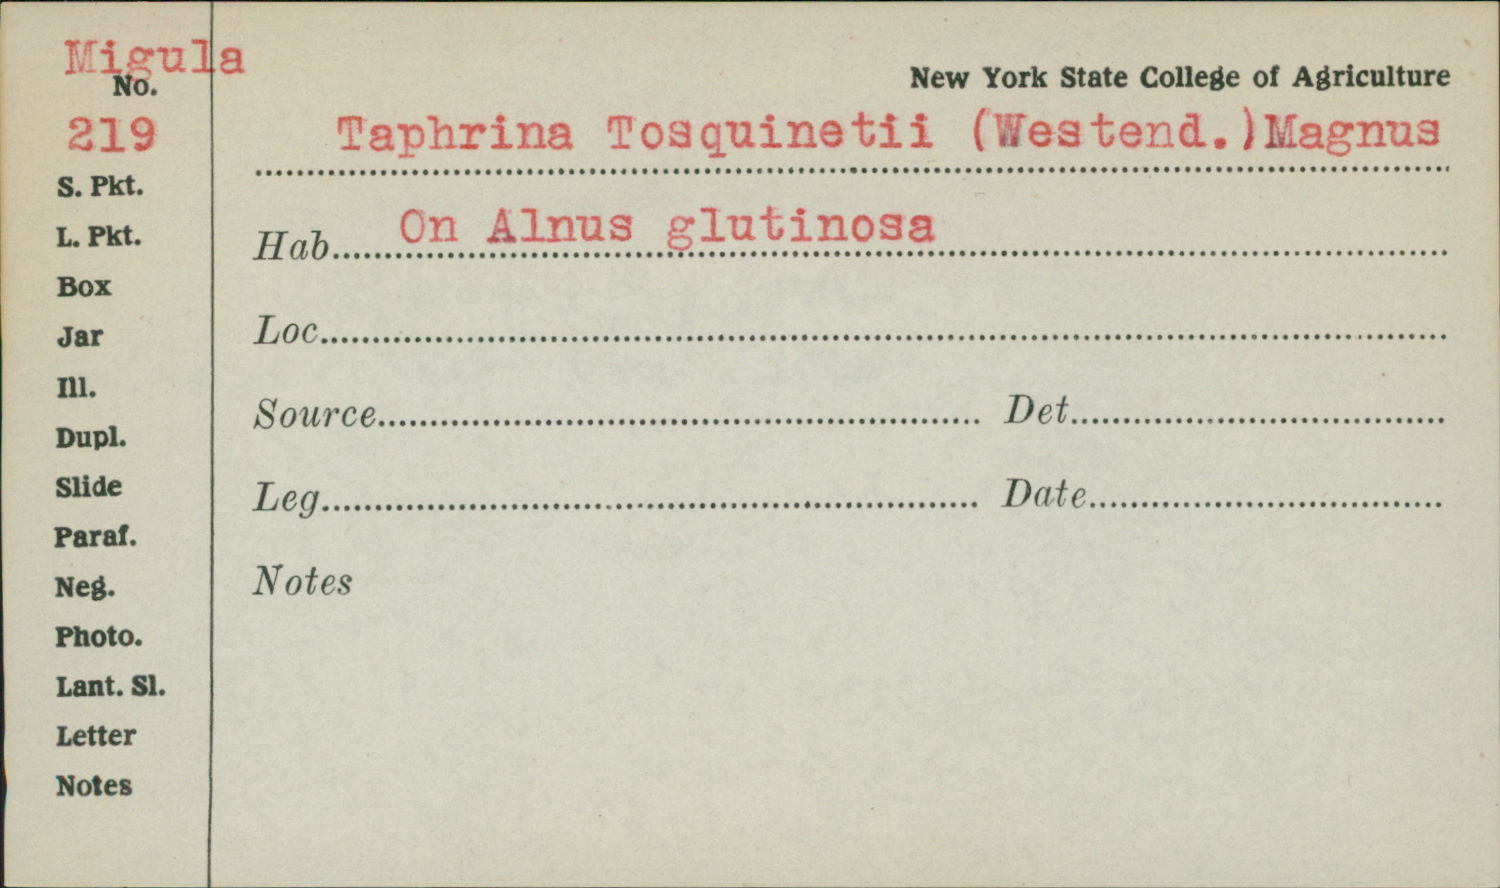 Migula
No.
219
S. Pkt.
L. Pkt.
Box
Jar
Ill.
Dupl.
Slide
Paraf.
Neg.
Photo.
Lant. Sl.
Letter
Notes
New York State College of Agriculture
Taphrina Tosquinetii (Westend.)Magnus
Hab..... On Alnus glutinosa
Loc.....
Source..... Det.....
Leg..... Date.....
Notes